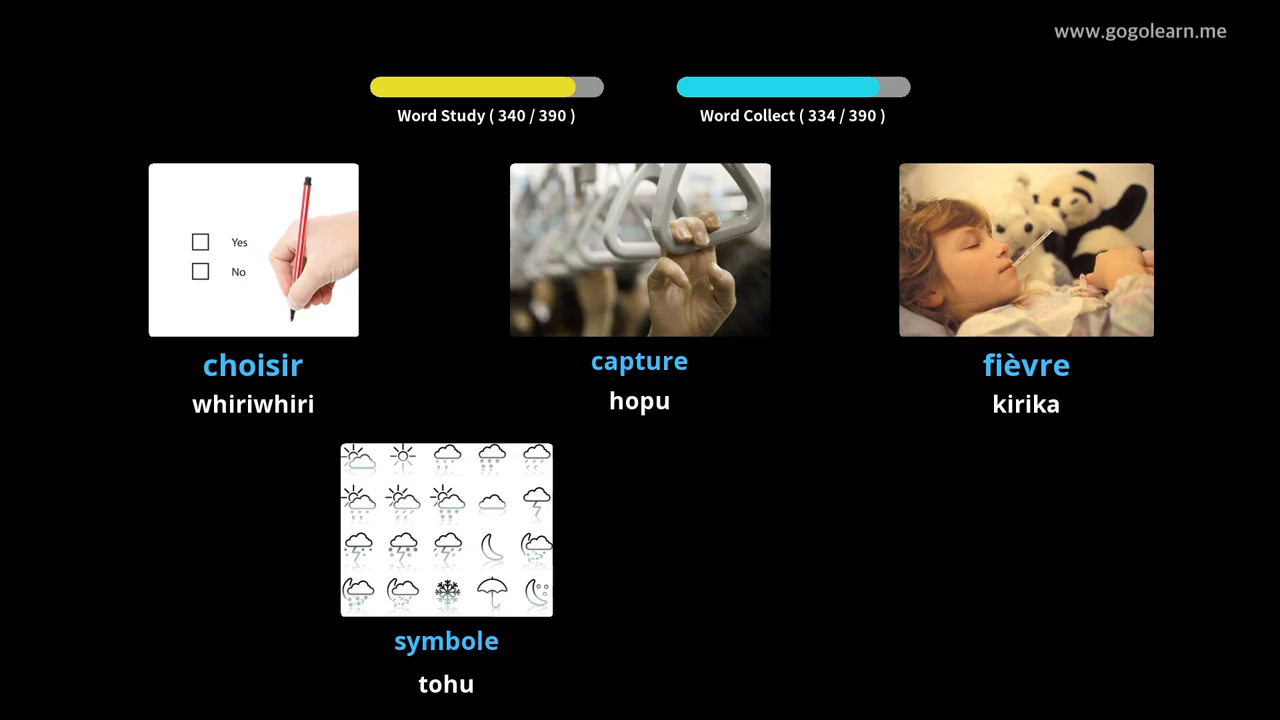 www.gogolearn.me
Word Study ( 340 / 390 )
Word Collect ( 334 / 390 )
Yes
No
choisir
whiriwhiri
capture
hopu
fièvre
kirika
symbole
tohu